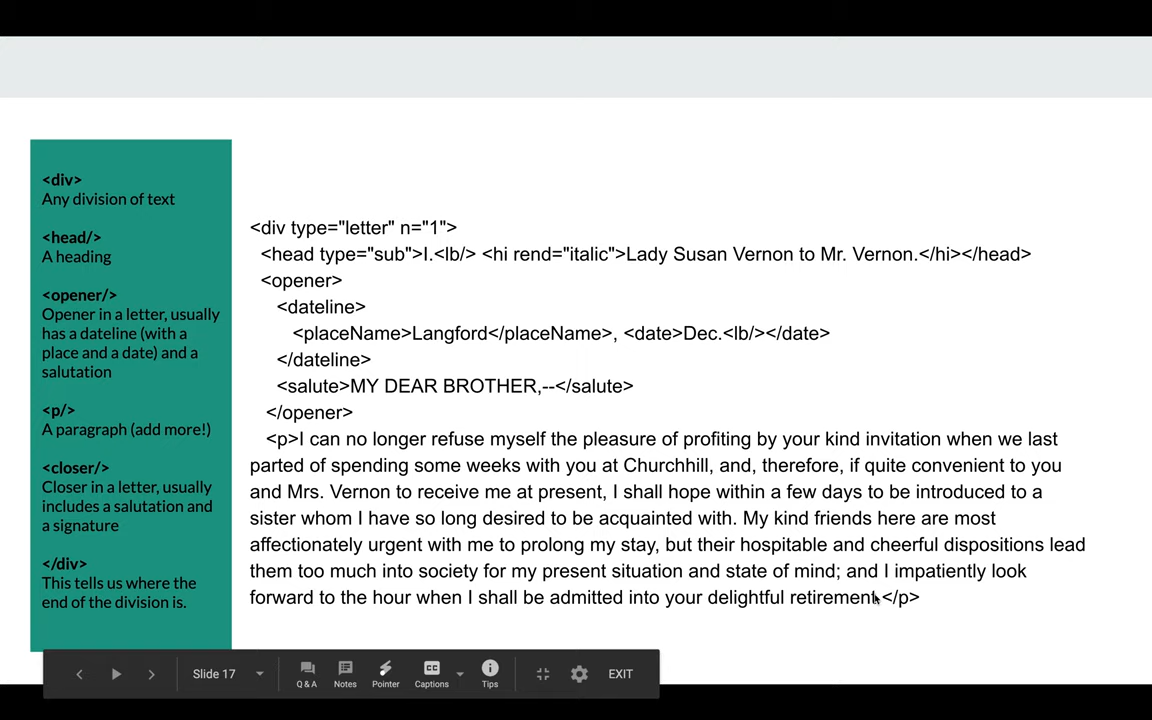 <div>
Any division of text
<head/>
A heading
<opener/>
Opener in a letter, usually
has a dateline (with a
place and a date) and a
salutation
<p/>
A paragraph (add more!)
<closer/>
Closer in a letter, usually
includes a salutation and
a signature
</div>
This tells us where the
end of the division is.
<div type="letter" n="1">
<head type="sub">I.<lb/> <hi rend="italic">Lady Susan Vernon to Mr. Vernon.</hi></head>
<opener>
<dateline>
<placeName>Langford</placeName>, <date>Dec.<lb/></date>
</dateline>
<salute>MY DEAR BROTHER,--</salute>
</opener>
<p>I can no longer refuse myself the pleasure of profiting by your kind invitation when we last
parted of spending some weeks with you at Churchhill, and, therefore, if quite convenient to you
and Mrs. Vernon to receive me at present, I shall hope within a few days to be introduced to a
sister whom I have so long desired to be acquainted with. My kind friends here are most
affectionately urgent with me to prolong my stay, but their hospitable and cheerful dispositions lead
them too much into society for my present situation and state of mind; and I impatiently look
forward to the hour when I shall be admitted into your delightful retirement.</p>
Slide 17
Q & A
Notes
Pointer
CC
Captions
Tips
EXIT